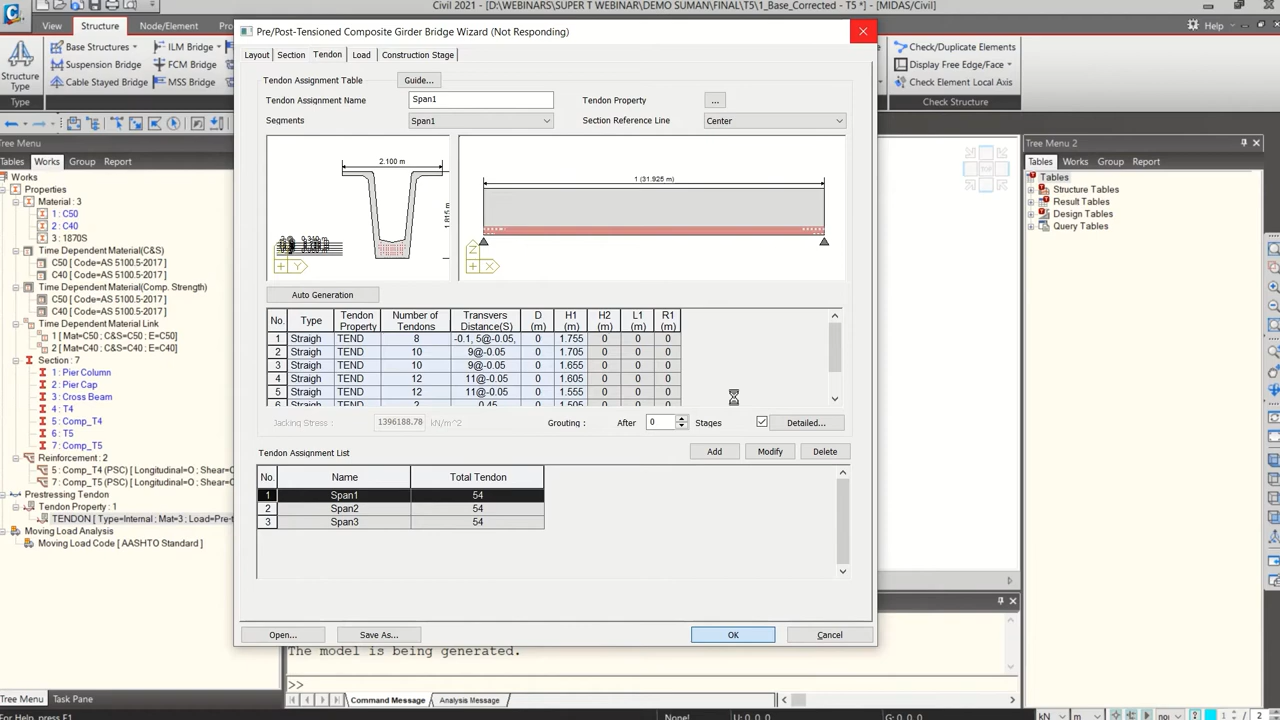 Civil 2021 - [D:\WEBINARS\SUPER T WEBINAR\DEMO SUMAN\FINAL\T5\1_Base_Corrected - T5 *] - [MIDAS/Civil]
View Structure Node/Element Pro
Help
Structure Type
Type
Base Structures
Suspension Bridge
Cable Stayed Bridge
ILM Bridge
FCM Bridge
MSS Bridge
Check/Duplicate Elements
Display Free Edge/Face
Check Element Local Axis
Check Structure
Tree Menu
Tables Works Group Report
Works
Properties
Material : 3
1 : C50
2 : C40
3 : 1870S
Time Dependent Material(C&S)
C50 [ Code=AS 5100.5-2017 ]
C40 [ Code=AS 5100.5-2017 ]
Time Dependent Material(Comp. Strength)
C50 [ Code=AS 5100.5-2017 ]
C40 [ Code=AS 5100.5-2017 ]
Time Dependent Material Link
1 [ Mat=C50 ; C&S=C50 ; E=C50 ]
2 [ Mat=C40 ; C&S=C40 ; E=C40 ]
Section : 7
1 : Pier Column
2 : Pier Cap
3 : Cross Beam
4 : T4
5 : Comp_T4
6 : T5
7 : Comp_T5
Reinforcement : 2
5 : Comp_T4 (PSC) [ Longitudinal=O ; Shear=O
7 : Comp_T5 (PSC) [ Longitudinal=O ; Shear=O
Prestressing Tendon
Tendon Property : 1
TENDON [ Type=Internal ; Mat=3 ; Load=Pre-t
Moving Load Analysis
Moving Load Code [ AASHTO Standard ]
Tree Menu Task Pane
For Help, press F1
Pre/Post-Tensioned Composite Girder Bridge Wizard (Not Responding)
Layout Section Tendon Load Construction Stage
Tendon Assignment Table Guide...
Tendon Assignment Name Span1 Tendon Property ...
Segments Span1 Section Reference Line Center
2.100 m
1.815 m
Z
Y
1 (31.925 m)
Z
X
Auto Generation
No. Type Tendon Property Number of Tendons Transvers Distance(S) D (m) H1 (m) H2 (m) L1 (m) R1 (m)
1 Straigh TEND 8 -0.1, 5@-0.05, 0 1.755 0 0 0
2 Straigh TEND 10 9@-0.05 0 1.705 0 0 0
3 Straigh TEND 10 9@-0.05 0 1.655 0 0 0
4 Straigh TEND 12 11@-0.05 0 1.605 0 0 0
5 Straigh TEND 12 11@-0.05 0 1.555 0 0 0
6 Straigh TEND 2 0.45 0 1.505 0 0 0
Jacking Stress : 1396188.78 kN/m^2 Grouting : After 0 Stages Detailed...
Tendon Assignment List Add Modify Delete
No. Name Total Tendon
1 Span1 54
2 Span2 54
3 Span3 54
Open... Save As... OK Cancel
TOP
The model is being generated.
>>
Command Message Analysis Message
None! U: 0, 0, 0 G: 0, 0, 0 kN m 1 / 2
Tree Menu 2
Tables Works Group Report
Tables
Structure Tables
Result Tables
Design Tables
Query Tables